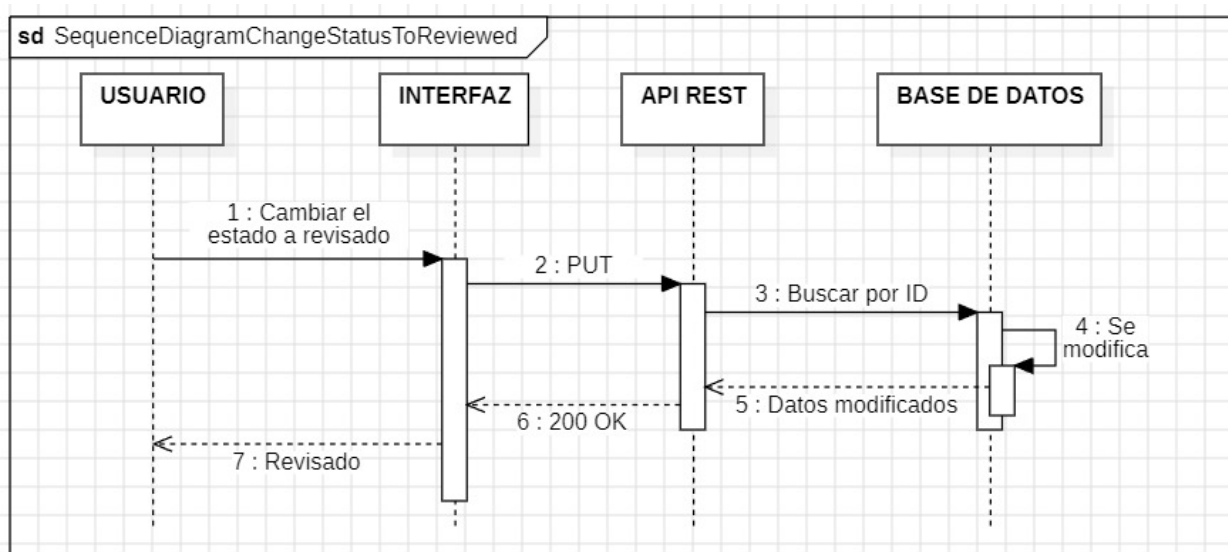 sd SequenceDiagramChangeStatusToReviewed
USUARIO
INTERFAZ
API REST
BASE DE DATOS
1 : Cambiar el
estado a revisado
2 : PUT
3 : Buscar por ID
4 : Se
modifica
5 : Datos modificados
6 : 200 OK
7 : Revisado